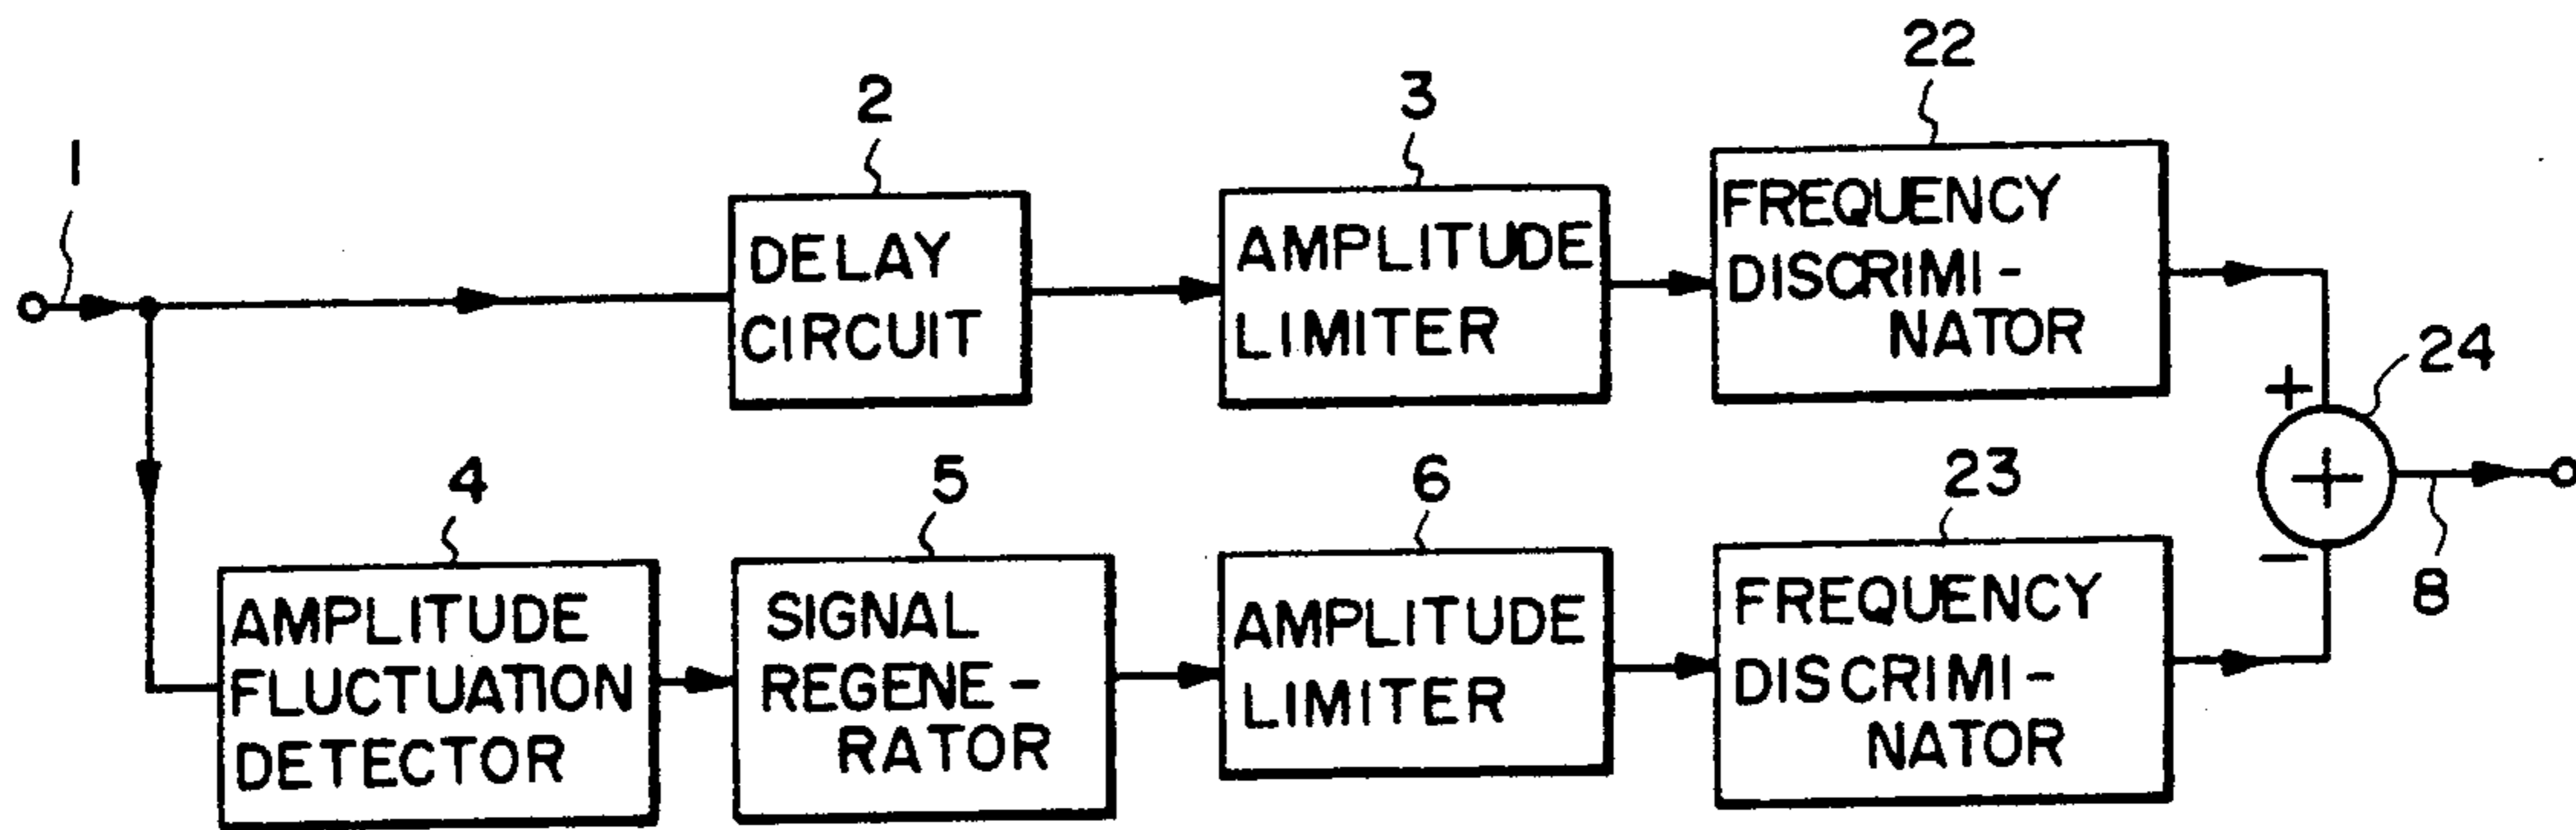 1
2
DELAY
CIRCUIT
3
AMPLITUDE
LIMITER
22
FREQUENCY
DISCRIMI-
NATOR
+
24
+
-
8
4
AMPLITUDE
FLUCTUATION
DETECTOR
5
SIGNAL
REGENE-
RATOR
6
AMPLITUDE
LIMITER
23
FREQUENCY
DISCRIMI-
NATOR